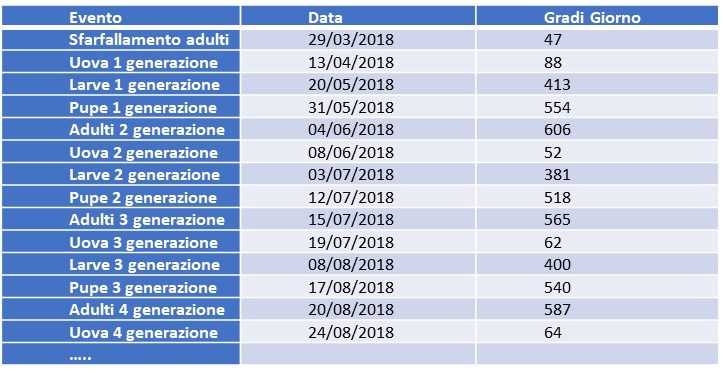 Evento Data Gradi Giorno
Sfarfallamento adulti 29/03/2018 47
Uova 1 generazione 13/04/2018 88
Larve 1 generazione 20/05/2018 413
Pupe 1 generazione 31/05/2018 554
Adulti 2 generazione 04/06/2018 606
Uova 2 generazione 08/06/2018 52
Larve 2 generazione 03/07/2018 381
Pupe 2 generazione 12/07/2018 518
Adulti 3 generazione 15/07/2018 565
Uova 3 generazione 19/07/2018 62
Larve 3 generazione 08/08/2018 400
Pupe 3 generazione 17/08/2018 540
Adulti 4 generazione 20/08/2018 587
Uova 4 generazione 24/08/2018 64
.....